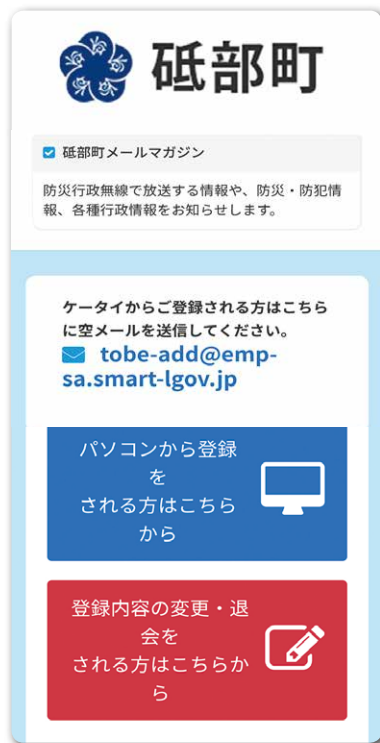 砥部町
砥部町メールマガジン
防災行政無線で放送する情報や、防災・防犯情
報、各種行政情報をお知らせします。
ケータイからご登録される方はこちら
に空メールを送信してください。
tobe-add@emp-
sa.smart-lgov.jp
パソコンから登録
を
される方はこちら
から
登録内容の変更・退
会を
される方はこちらか
ら